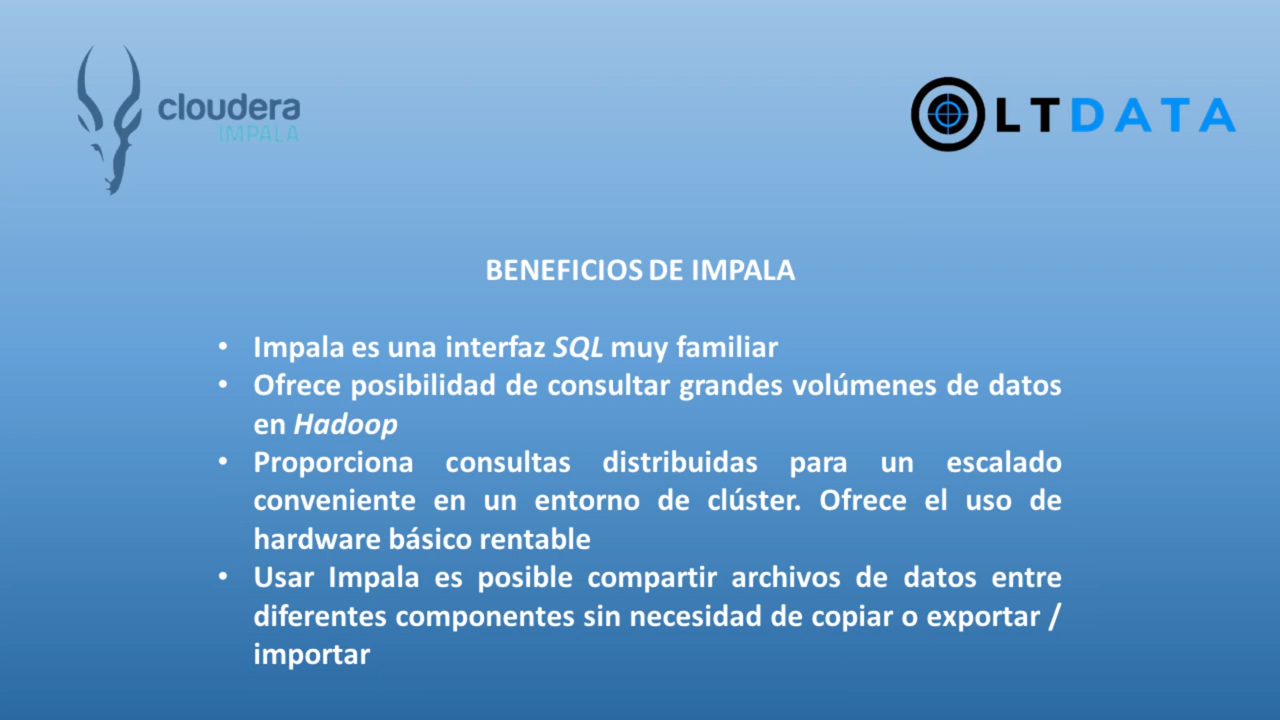 cloudera
IMPALA
LTDATA
BENEFICIOS DE IMPALA
• Impala es una interfaz SQL muy familiar
• Ofrece posibilidad de consultar grandes volúmenes de datos
en Hadoop
• Proporciona consultas distribuidas para un escalado
conveniente en un entorno de clúster. Ofrece el uso de
hardware básico rentable
• Usar Impala es posible compartir archivos de datos entre
diferentes componentes sin necesidad de copiar o exportar /
importar